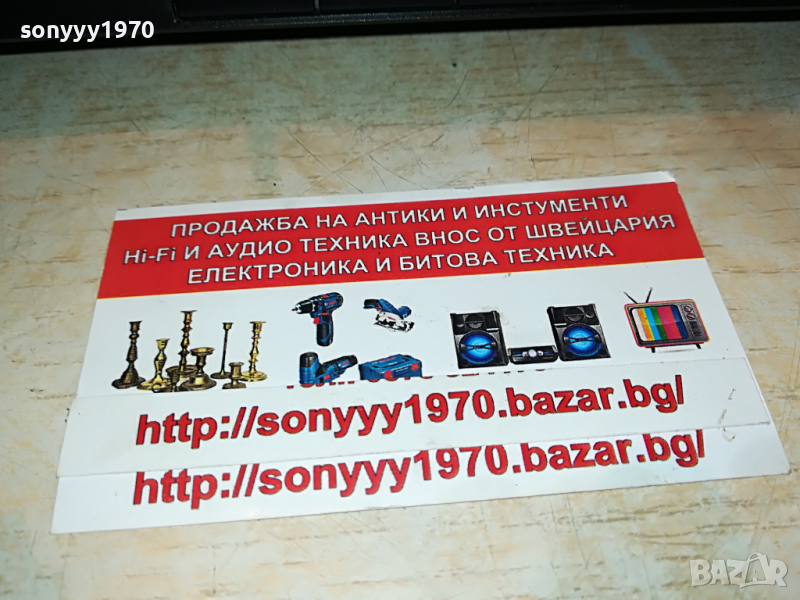 sonyyy1970
ПРОДАЖБА НА АНТИКИ И ИНСТУМЕНТИ
Hi-Fi И АУДИО ТЕХНИКА ВНОС ОТ ШВЕЙЦАРИЯ
ЕЛЕКТРОНИКА И БИТОВА ТЕХНИКА
http://sonyyy1970.bazar.bg/
http://sonyyy1970.bazar.bg/
BAZAR